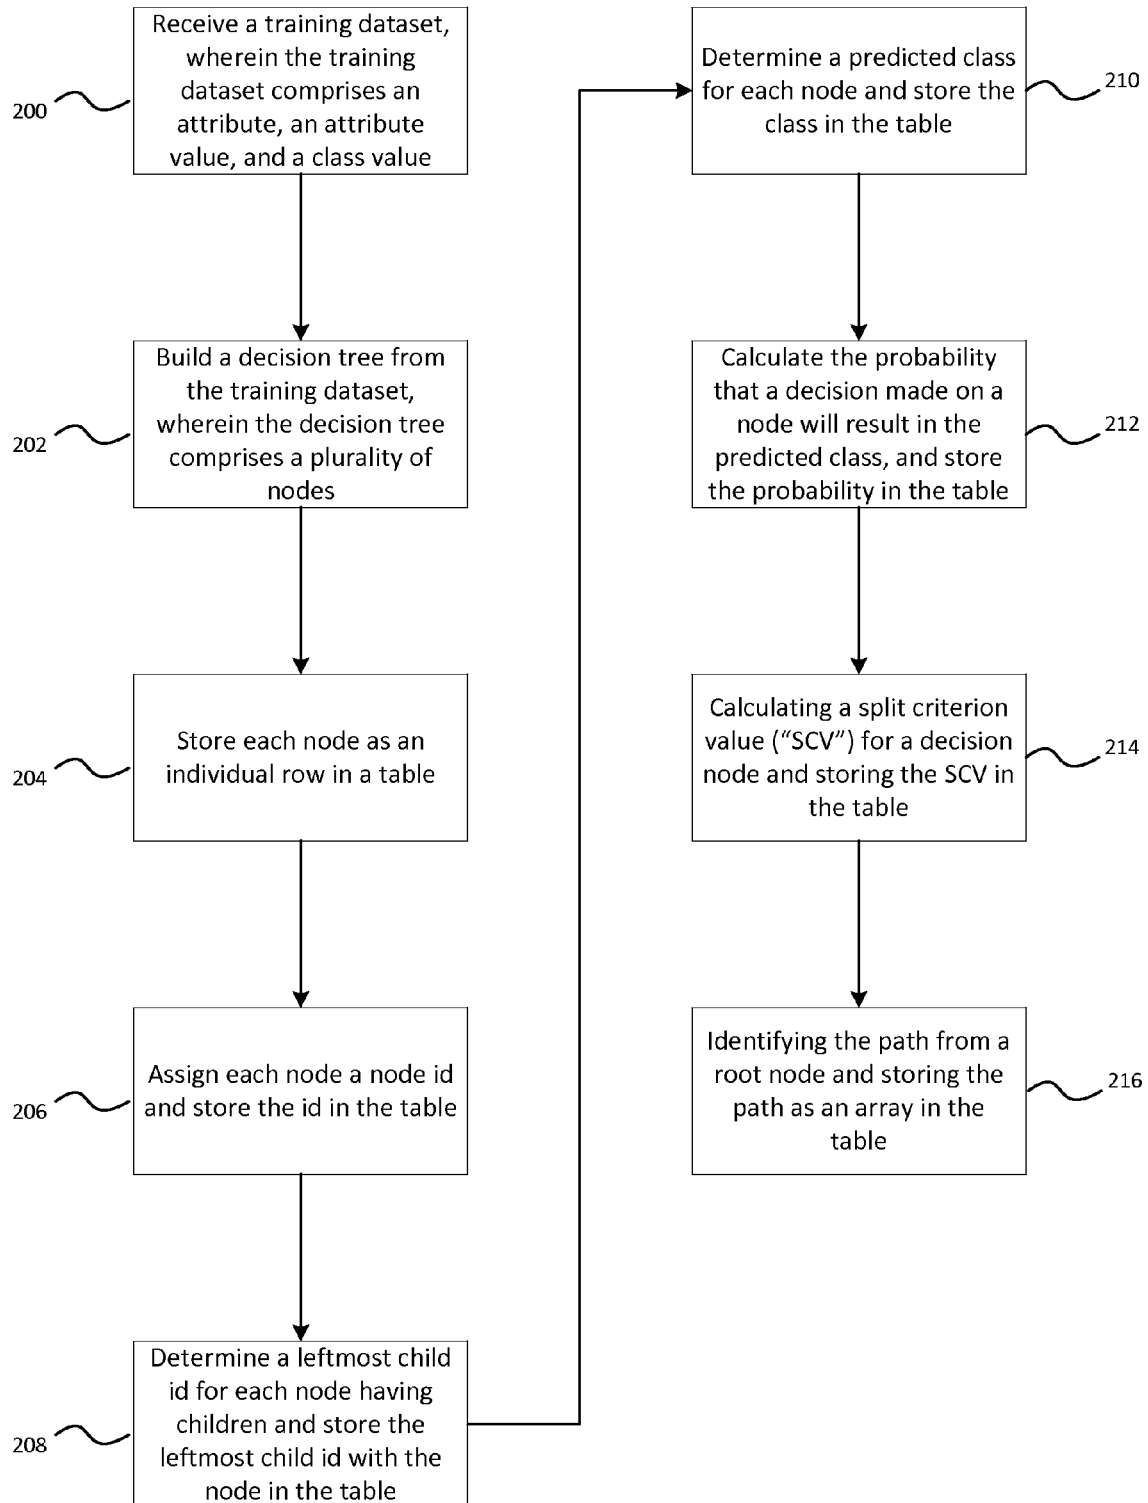 200
Receive a training dataset,
wherein the training
dataset comprises an
attribute, an attribute
value, and a class value
202
Build a decision tree from
the training dataset,
wherein the decision tree
comprises a plurality of
nodes
204
Store each node as an
individual row in a table
206
Assign each node a node id
and store the id in the table
208
Determine a leftmost child
id for each node having
children and store the
leftmost child id with the
node in the table
210
Determine a predicted class
for each node and store the
class in the table
212
Calculate the probability
that a decision made on a
node will result in the
predicted class, and store
the probability in the table
214
Calculating a split criterion
value (“SCV”) for a decision
node and storing the SCV in
the table
216
Identifying the path from a
root node and storing the
path as an array in the
table